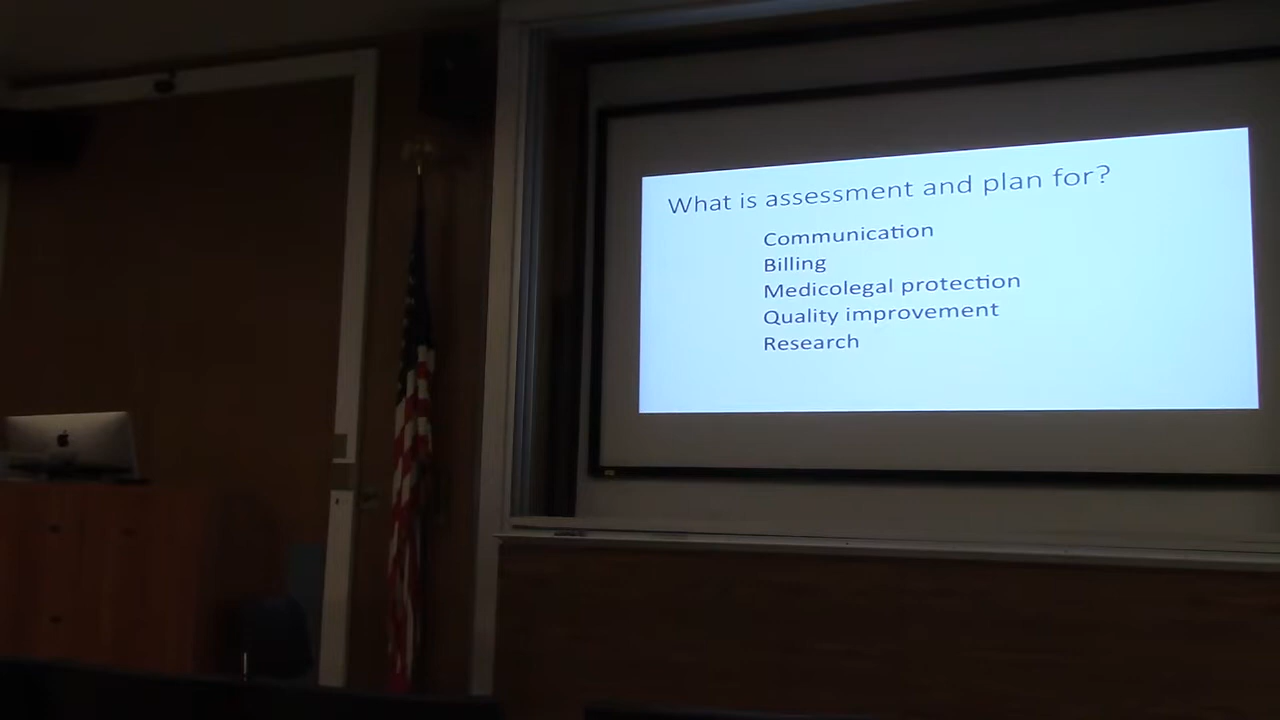 What is assessment and plan for?
Communication
Billing
Medicolegal protection
Quality improvement
Research